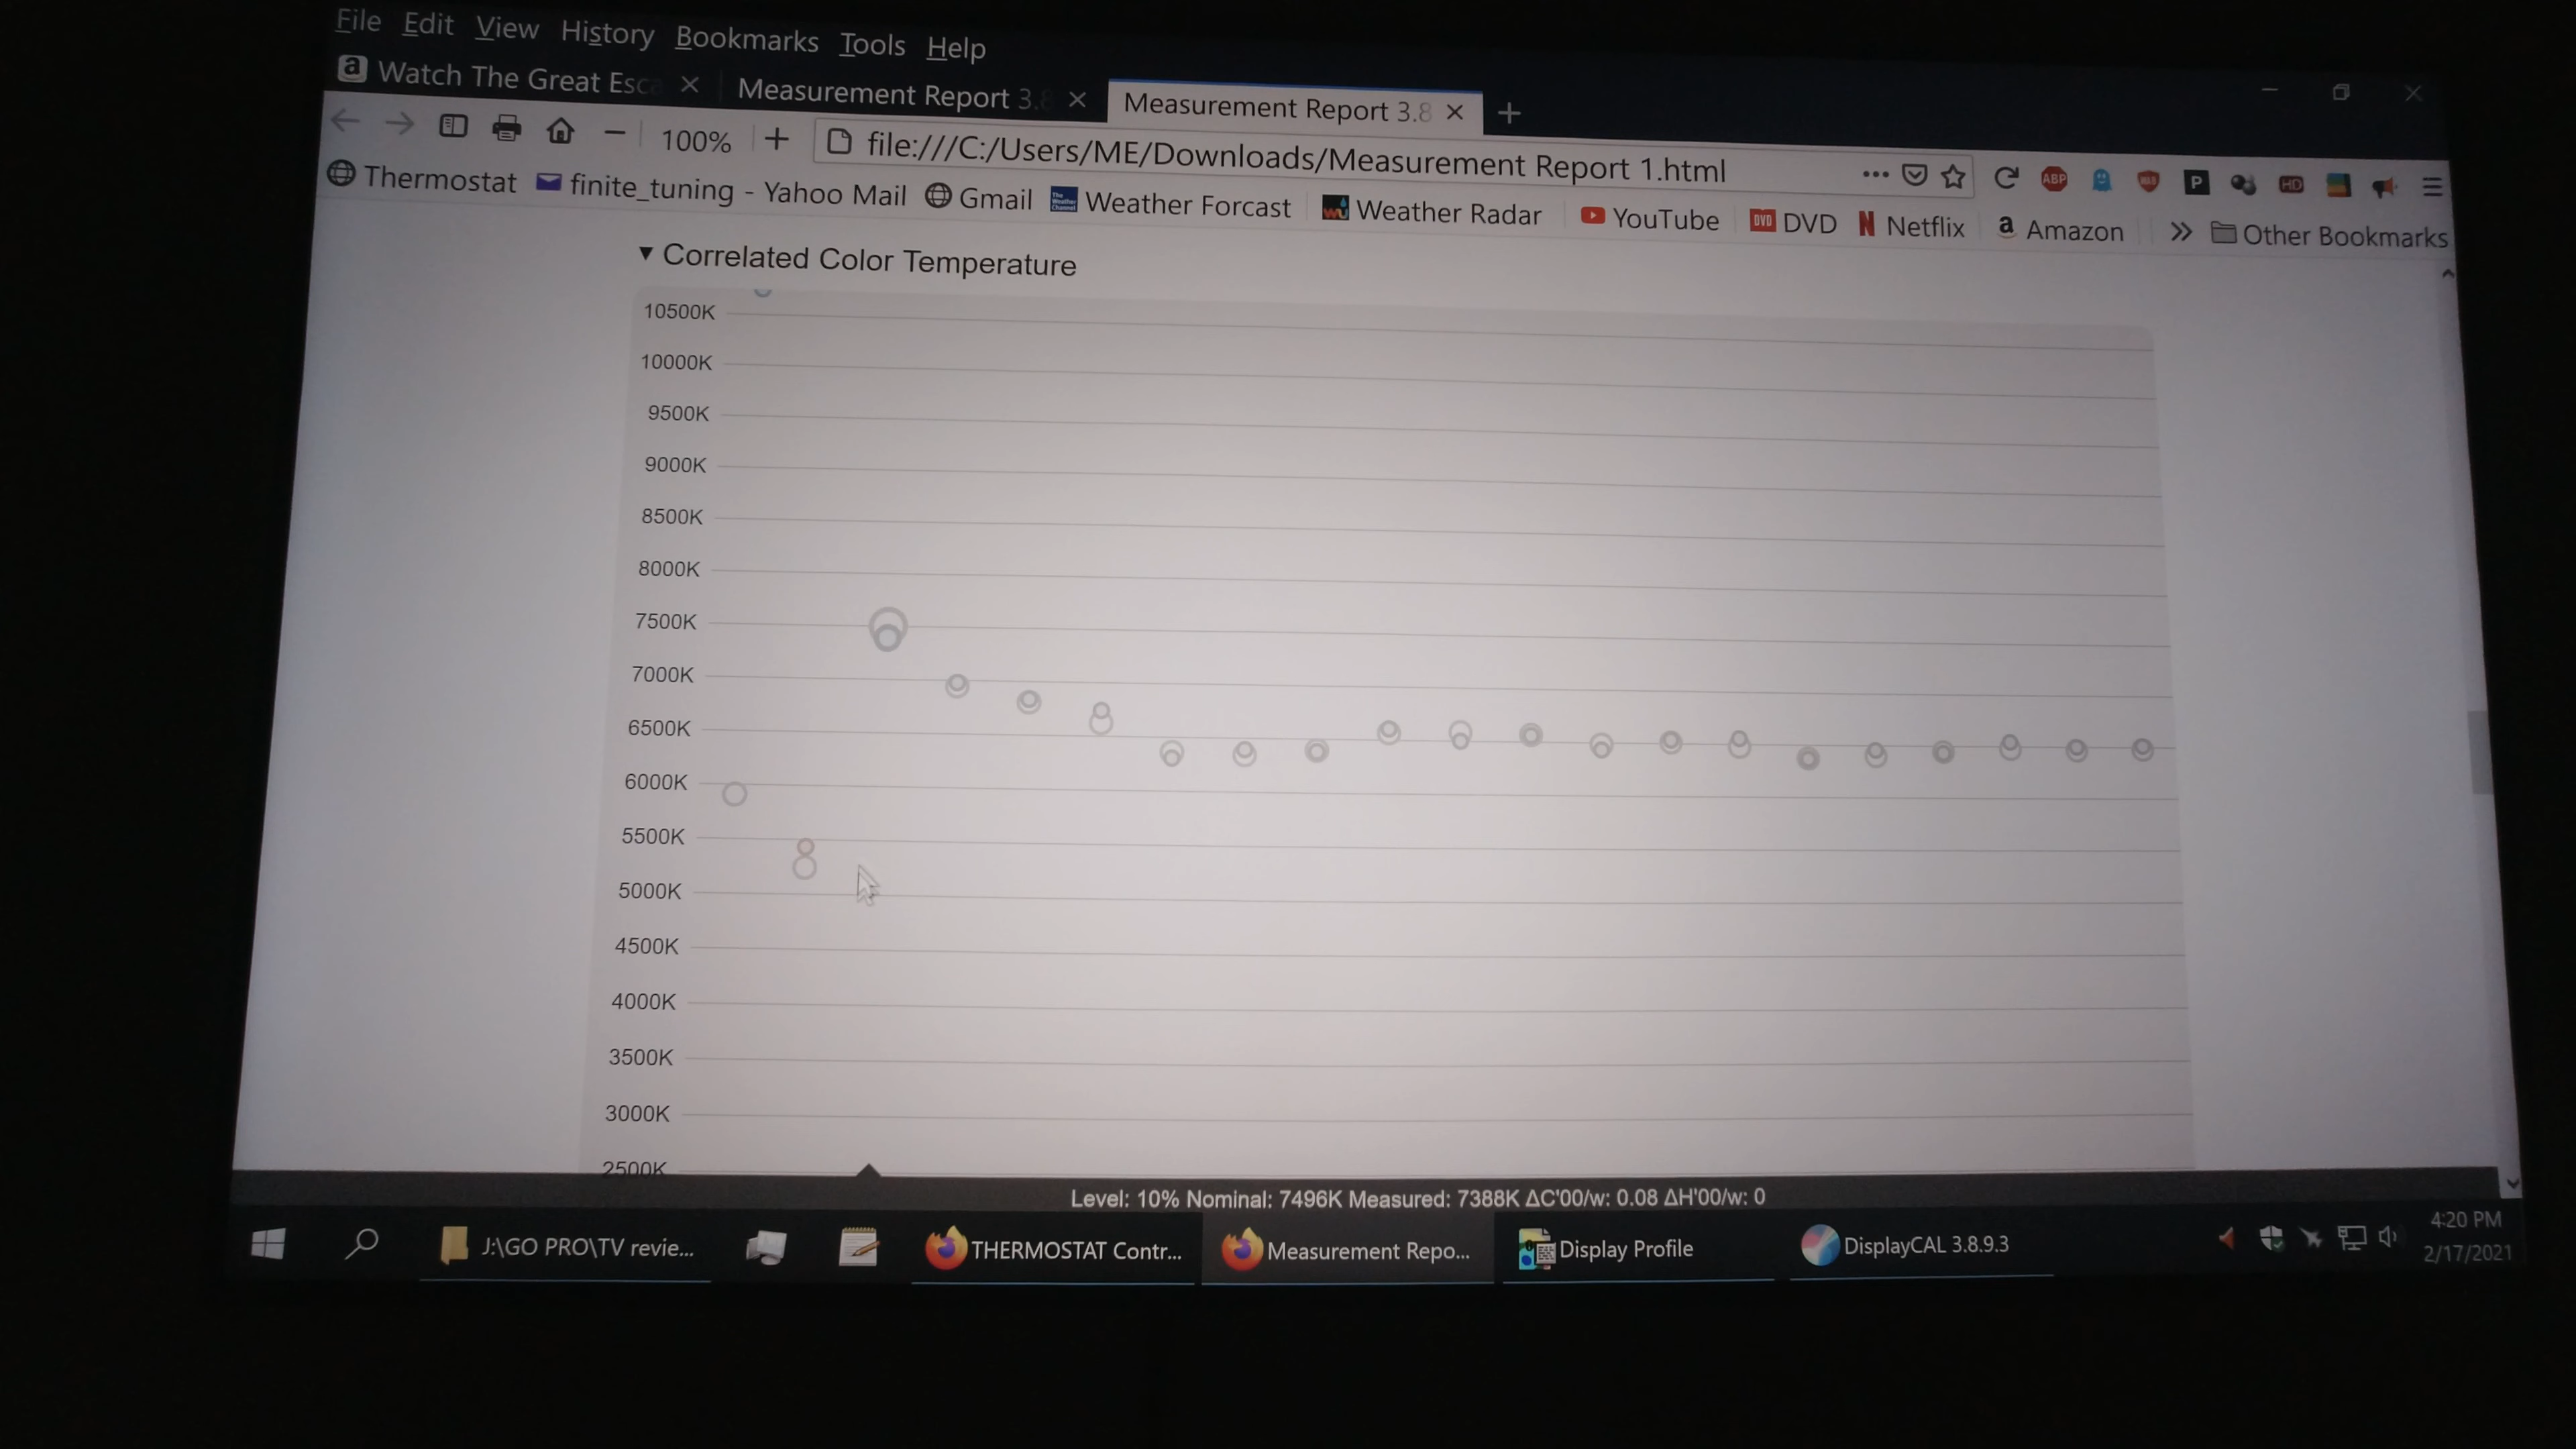 File Edit View History Bookmarks Tools Help
Watch The Great Esca Measurement Report 3.8 Measurement Report 3.8
100% file:///C:/Users/ME/Downloads/Measurement Report 1.html ABP P HD
Thermostat finite_tuning - Yahoo Mail Gmail Weather Forcast Weather Radar YouTube DVD DVD Netflix a Amazon Other Bookmarks
Correlated Color Temperature
10500K
10000K
9500K
9000K
8500K
8000K
7500K
7000K
6500K
6000K
5500K
5000K
4500K
4000K
3500K
3000K
2500K
Level: 10% Nominal: 7496K Measured: 7388K ΔC'00/w: 0.08 ΔH'00/w: 0
J:\GO PRO\TV revie... THERMOSTAT Contr... Measurement Repo... Display Profile DisplayCAL 3.8.9.3 4:20 PM
2/17/2021